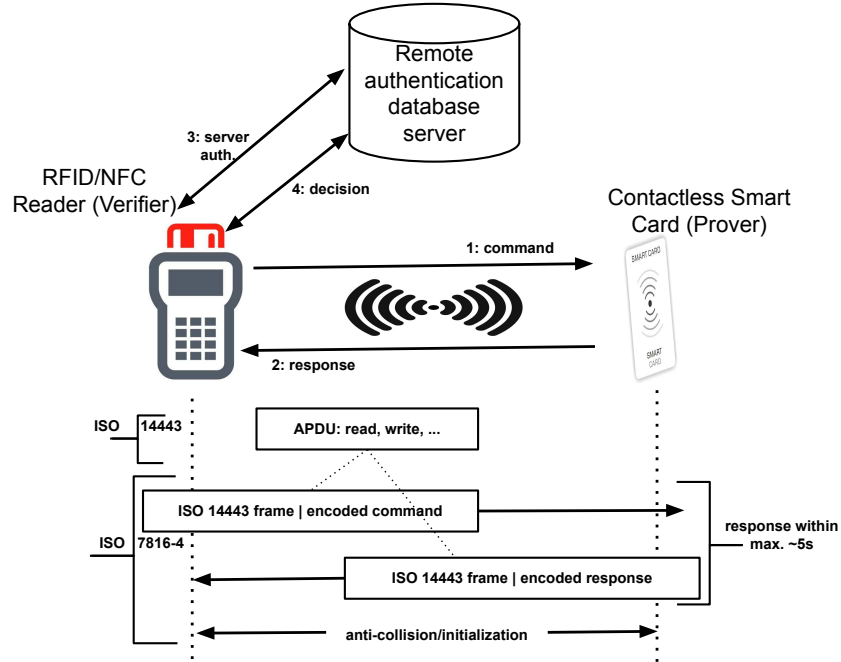 Remote
authentication
database
server
3: server
auth.
4: decision
RFID/NFC
Reader (Verifier)
Contactless Smart
Card (Prover)
1: command
SMART CARD
SMART
CARD
2: response
ISO 14443
APDU: read, write, ...
ISO 14443 frame | encoded command
ISO 7816-4
response within
max. ~5s
ISO 14443 frame | encoded response
anti-collision/initialization